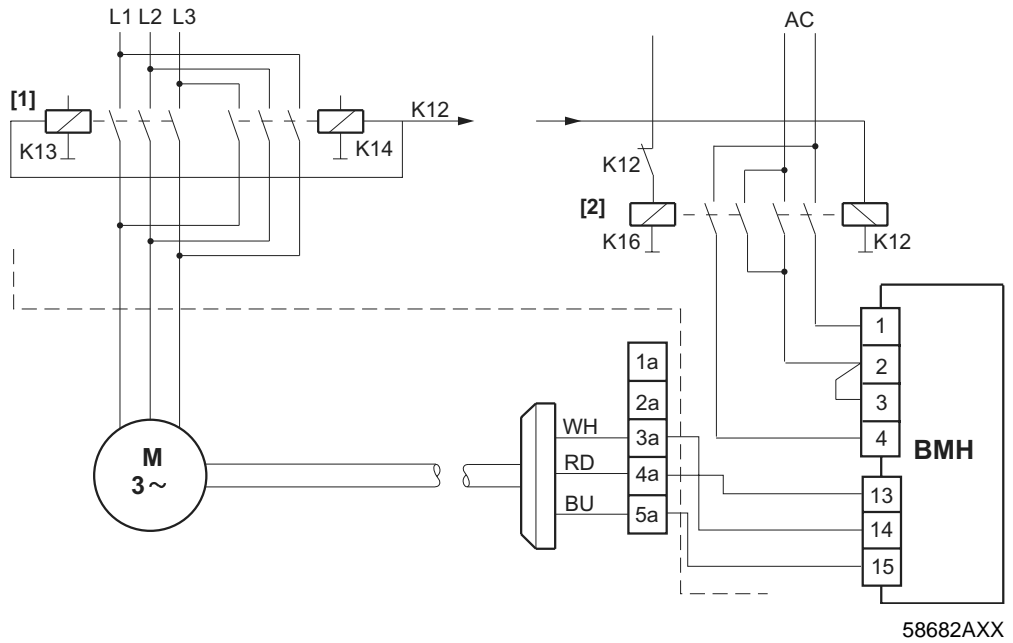 L1 L2 L3
AC
[1]
K13
K14
K12
K12
[2]
K16
K12
1
2
3
4
BMH
13
14
15
1a
2a
3a
4a
5a
WH
RD
BU
M
3~
58682AXX